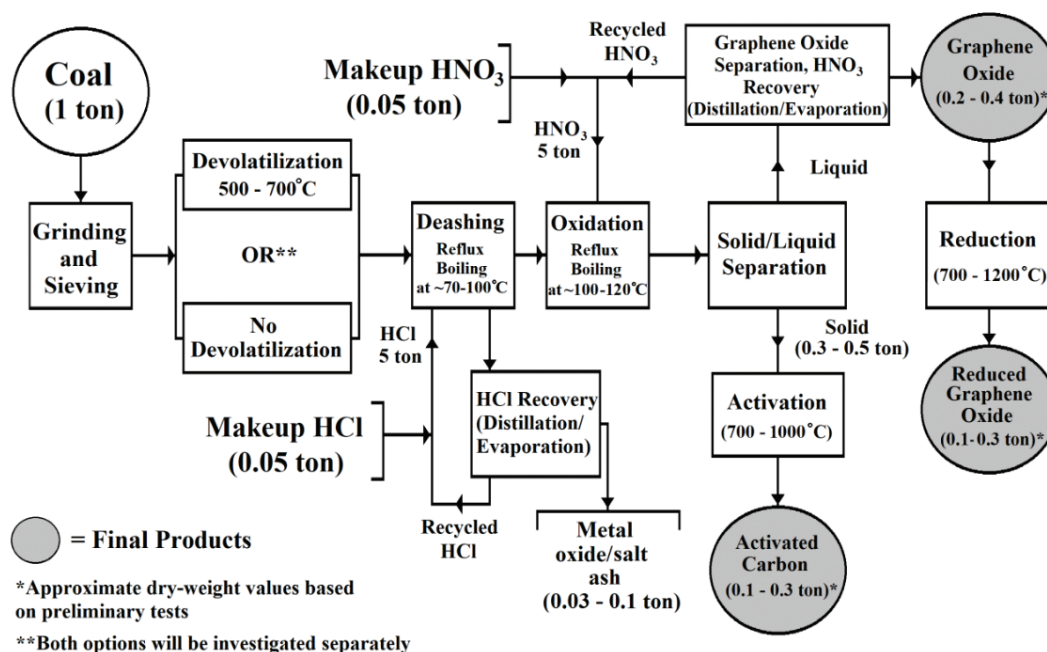 Coal
(1 ton)
Grinding
and
Sieving
Devolatilization
500 - 700°C
OR**
No
Devolatilization
Makeup HNO₃
(0.05 ton)
Recycled
HNO₃
HNO₃
5 ton
Deashing
Reflux
Boiling
at ~70-100°C
Oxidation
Reflux
Boiling
at ~100-120°C
HCl
5 ton
Makeup HCl
(0.05 ton)
HCl Recovery
(Distillation/
Evaporation)
Recycled
HCl
Metal
oxide/salt
ash
(0.03 - 0.1 ton)
Graphene Oxide
Separation, HNO₃
Recovery
(Distillation/Evaporation)
Liquid
Solid/Liquid
Separation
Solid
(0.3 - 0.5 ton)
Activation
(700 - 1000°C)
Activated
Carbon
(0.1 - 0.3 ton)*
Graphene
Oxide
(0.2 - 0.4 ton)*
Reduction
(700 - 1200°C)
Reduced
Graphene
Oxide
(0.1-0.3 ton)*
= Final Products
*Approximate dry-weight values based
on preliminary tests
**Both options will be investigated separately